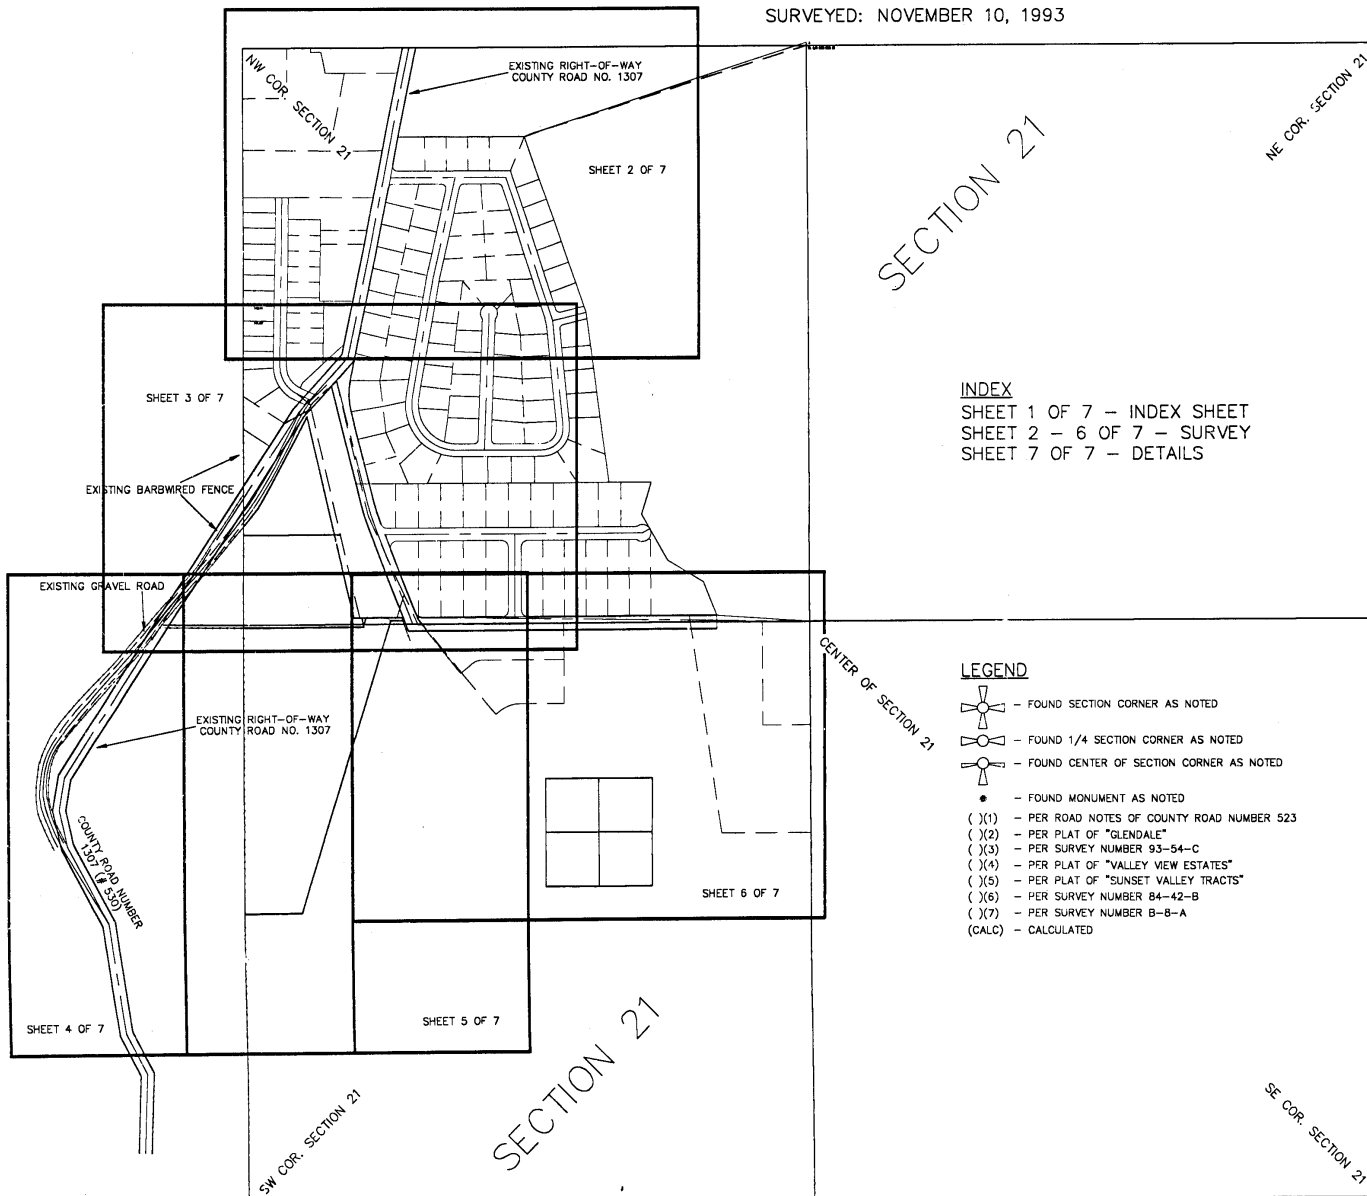 SURVEYED: NOVEMBER 10, 1993
NW COR. SECTION 21
EXISTING RIGHT-OF-WAY
COUNTY ROAD NO. 1307
SHEET 2 OF 7
SECTION 21
NE COR. SECTION 21
SHEET 3 OF 7
EXISTING BARBWIRED FENCE
INDEX
SHEET 1 OF 7 - INDEX SHEET
SHEET 2 - 6 OF 7 - SURVEY
SHEET 7 OF 7 - DETAILS
EXISTING GRAVEL ROAD
EXISTING RIGHT-OF-WAY
COUNTY ROAD NO. 1307
CENTER OF SECTION 21
COUNTY ROAD NUMBER
1307 (# 530)
LEGEND
- FOUND SECTION CORNER AS NOTED
- FOUND 1/4 SECTION CORNER AS NOTED
- FOUND CENTER OF SECTION CORNER AS NOTED
- FOUND MONUMENT AS NOTED
( )(1) - PER ROAD NOTES OF COUNTY ROAD NUMBER 523
( )(2) - PER PLAT OF "GLENDALE"
( )(3) - PER SURVEY NUMBER 93-54-C
( )(4) - PER PLAT OF "VALLEY VIEW ESTATES"
( )(5) - PER PLAT OF "SUNSET VALLEY TRACTS"
( )(6) - PER SURVEY NUMBER 84-42-B
( )(7) - PER SURVEY NUMBER B-8-A
(CALC) - CALCULATED
SHEET 6 OF 7
SHEET 4 OF 7
SHEET 5 OF 7
SECTION 21
SW COR. SECTION 21
SE COR. SECTION 21